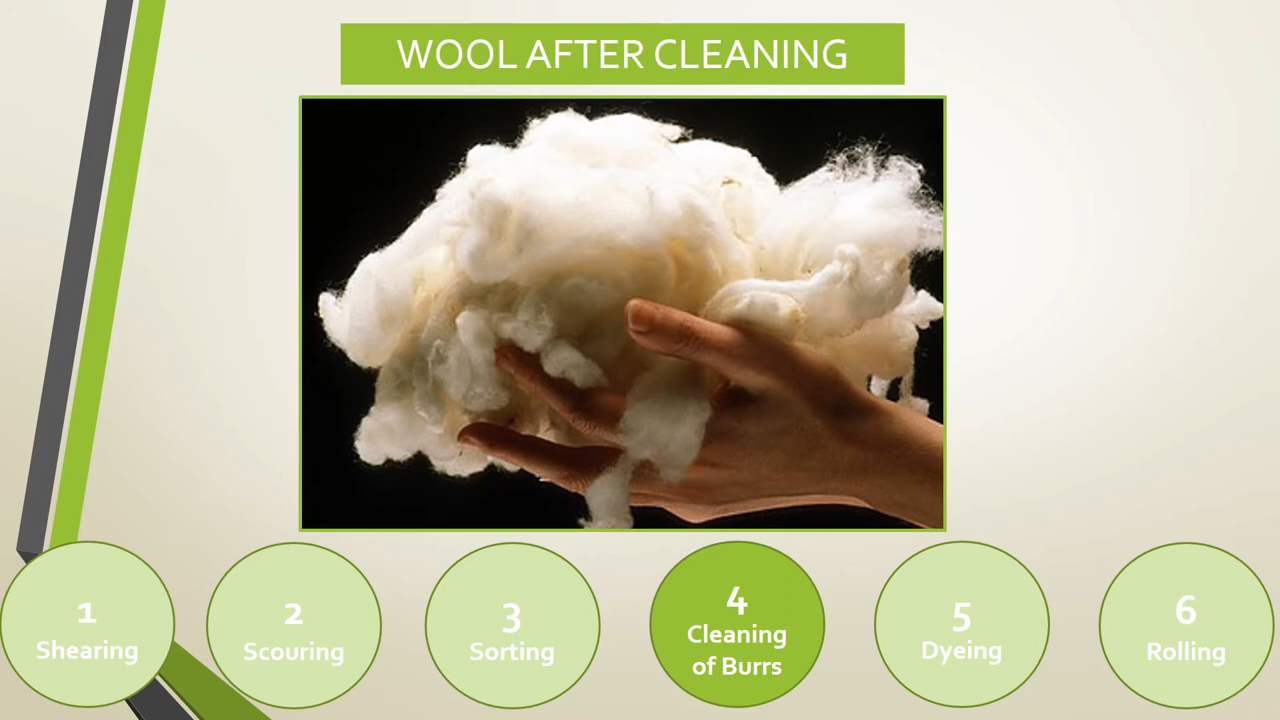 WOOL AFTER CLEANING
1
Shearing
2
Scouring
3
Sorting
4
Cleaning
of Burrs
5
Dyeing
6
Rolling